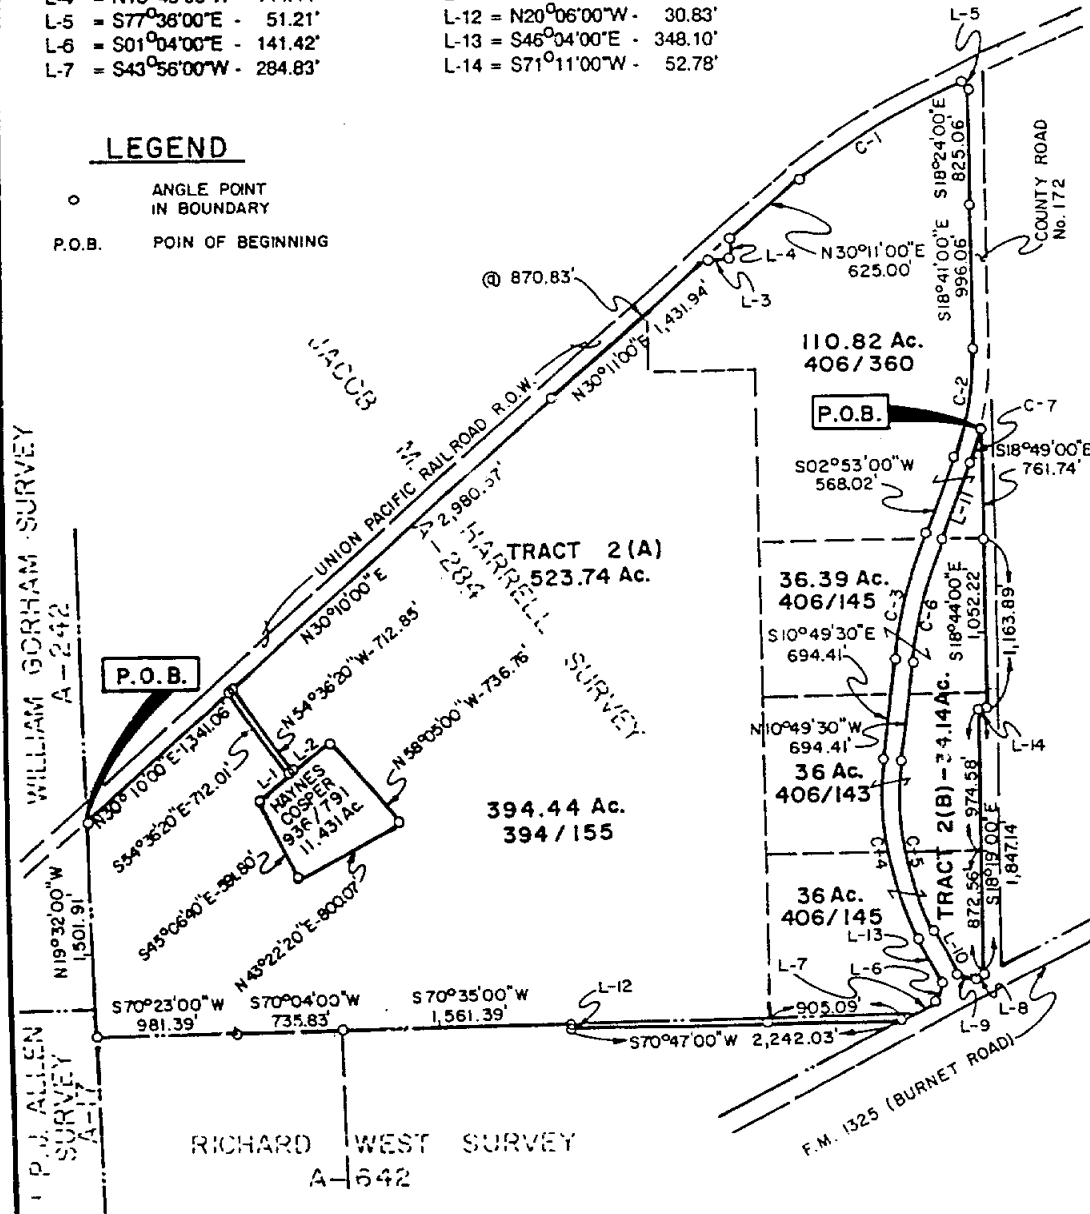 L-5 = S77°36'00"E - 51.21'
L-6 = S01°04'00"E - 141.42'
L-7 = S43°56'00"W - 284.83'
L-12 = N20°06'00"W - 30.83'
L-13 = S46°04'00"E - 348.10'
L-14 = S71°11'00"W - 52.78'
LEGEND
ANGLE POINT
IN BOUNDARY
P.O.B. POIN OF BEGINNING
L-5
C-1
S18°24'00"E
825.06'
COUNTY ROAD
No. 172
L-4
N30°11'00"E
625.00'
L-3
@ 870.83'
N30°11'00"E 1,431.94'
S18°41'00"E
996.06'
110.82 Ac.
406/360
C-2
P.O.B.
C-7
S18°49'00"E
761.74'
S02°53'00"W
568.02'
L-11
UNION PACIFIC RAILROAD R.O.W.
JACOB
M.
HARRELL
SURVEY
A-284
2,980.57'
N30°10'00"E
TRACT 2(A)
523.74 Ac.
36.39 Ac.
406/145
C-3
C-6
S18°44'00"E
1,052.22
1,163.89
S10°49'30"E
694.41'
N10°49'30"W
694.41'
L-14
36 Ac.
406/143
WILLIAM GORHAM SURVEY
A-242
P.O.B.
N30°10'00"E-1,341.06'
N54°36'20"W-712.85'
S54°36'20"E-712.01'
L-1
L-2
N58°05'00"W-736.76'
HAYNES
COSPER
936/791
11.431 Ac.
S45°06'40"E-591.80'
N43°22'20"E-800.07'
394.44 Ac.
394/155
TRACT 2(B)-34.14 Ac.
974.58'
872.56'
S18°19'00"E
1,847.14
C-4
C-5
36 Ac.
406/145
L-13
L-10
L-7
L-6
L-9
L-8
N19°32'00"W
1,501.91'
S70°23'00"W
981.39'
S70°04'00"W
735.83'
S70°35'00"W
1,561.39'
L-12
905.09'
S70°47'00"W 2,242.03'
F.M. 1325 (BURNET ROAD)
P.J. ALLEN
SURVEY
A-17
RICHARD WEST SURVEY
A-642